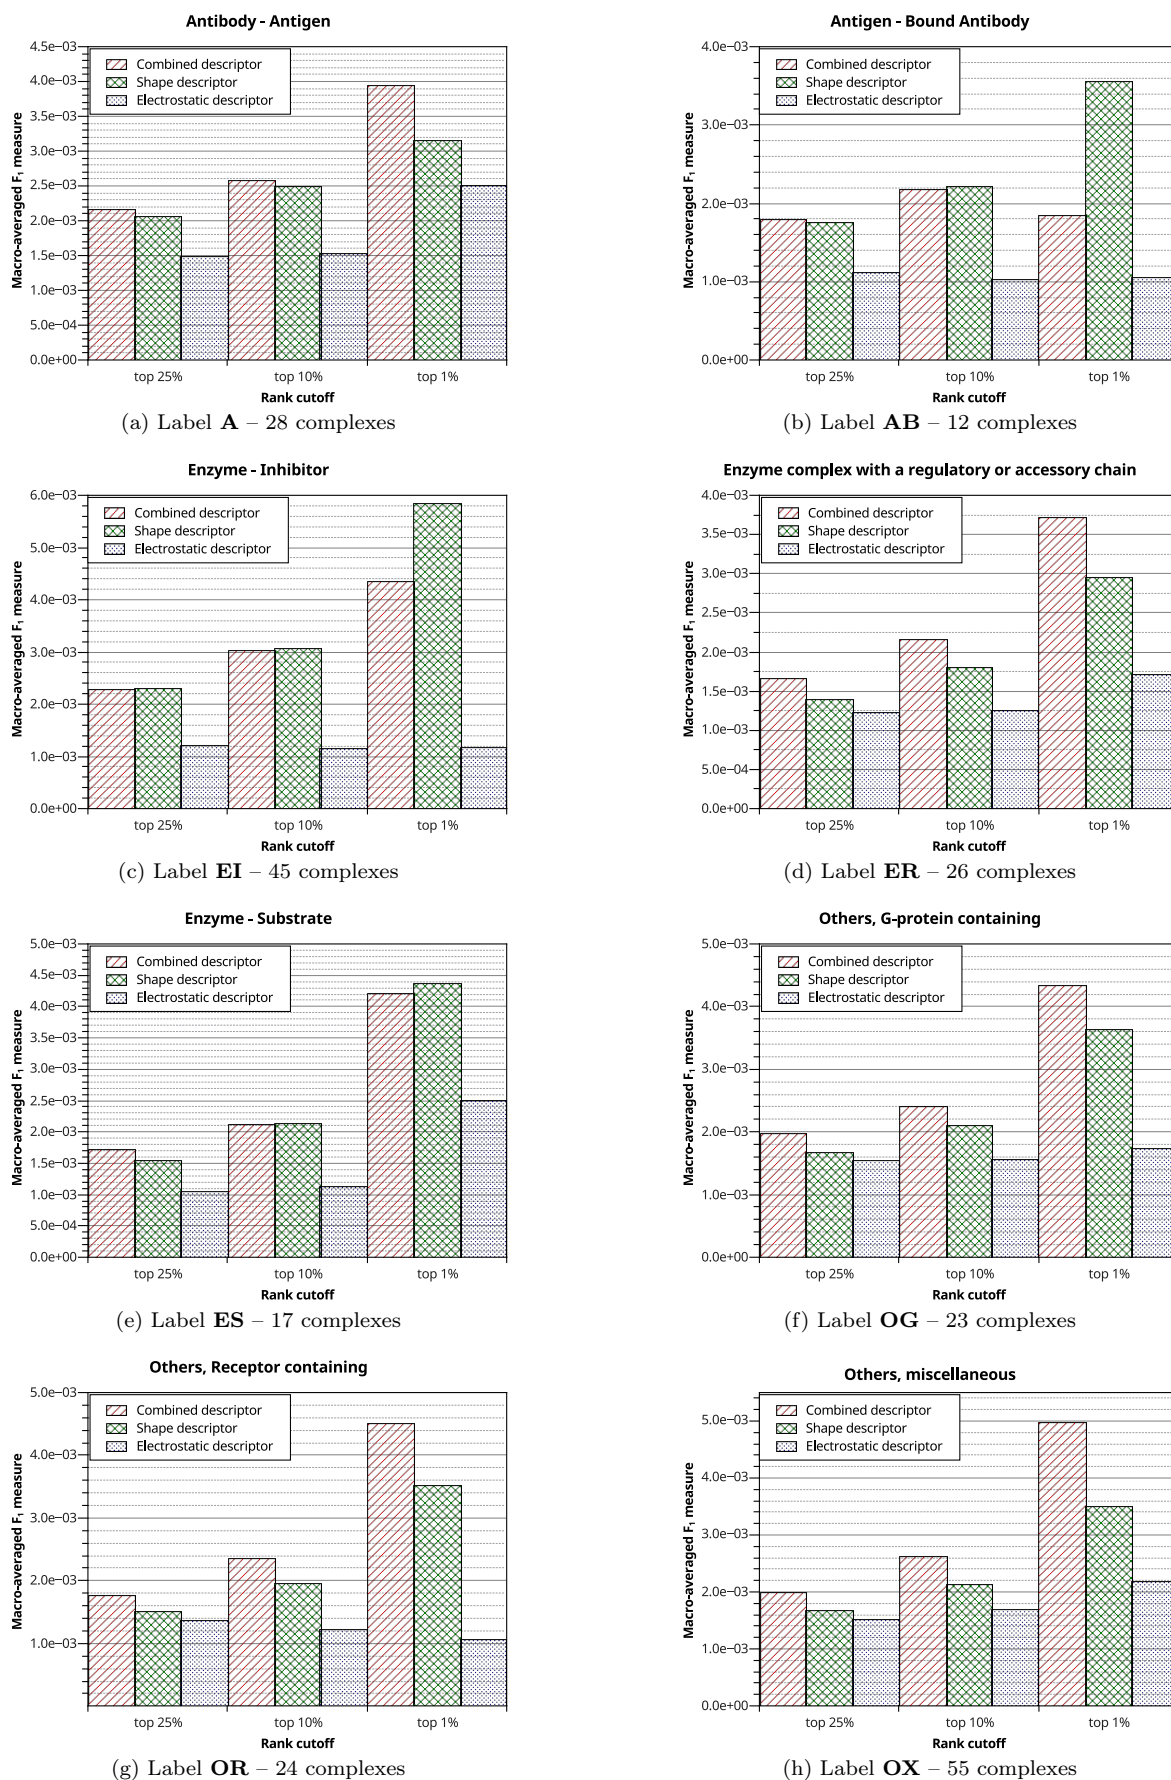 Antibody - Antigen
Macro-averaged F₁ measure
4.5e−03
4.0e−03
3.5e−03
3.0e−03
2.5e−03
2.0e−03
1.5e−03
1.0e−03
5.0e−04
0.0e+00
Combined descriptor
Shape descriptor
Electrostatic descriptor
top 25% top 10% top 1%
Rank cutoff
(a) Label A – 28 complexes
Antigen - Bound Antibody
Macro-averaged F₁ measure
4.0e−03
3.0e−03
2.0e−03
1.0e−03
0.0e+00
Combined descriptor
Shape descriptor
Electrostatic descriptor
top 25% top 10% top 1%
Rank cutoff
(b) Label AB – 12 complexes
Enzyme - Inhibitor
Macro-averaged F₁ measure
6.0e−03
5.0e−03
4.0e−03
3.0e−03
2.0e−03
1.0e−03
0.0e+00
Combined descriptor
Shape descriptor
Electrostatic descriptor
top 25% top 10% top 1%
Rank cutoff
(c) Label EI – 45 complexes
Enzyme complex with a regulatory or accessory chain
Macro-averaged F₁ measure
4.0e−03
3.5e−03
3.0e−03
2.5e−03
2.0e−03
1.5e−03
1.0e−03
5.0e−04
0.0e+00
Combined descriptor
Shape descriptor
Electrostatic descriptor
top 25% top 10% top 1%
Rank cutoff
(d) Label ER – 26 complexes
Enzyme - Substrate
Macro-averaged F₁ measure
5.0e−03
4.5e−03
4.0e−03
3.5e−03
3.0e−03
2.5e−03
2.0e−03
1.5e−03
1.0e−03
5.0e−04
0.0e+00
Combined descriptor
Shape descriptor
Electrostatic descriptor
top 25% top 10% top 1%
Rank cutoff
(e) Label ES – 17 complexes
Others, G-protein containing
Macro-averaged F₁ measure
5.0e−03
4.0e−03
3.0e−03
2.0e−03
1.0e−03
0.0e+00
Combined descriptor
Shape descriptor
Electrostatic descriptor
top 25% top 10% top 1%
Rank cutoff
(f) Label OG – 23 complexes
Others, Receptor containing
Macro-averaged F₁ measure
5.0e−03
4.0e−03
3.0e−03
2.0e−03
1.0e−03
Combined descriptor
Shape descriptor
Electrostatic descriptor
top 25% top 10% top 1%
Rank cutoff
(g) Label OR – 24 complexes
Others, miscellaneous
Macro-averaged F₁ measure
5.0e−03
4.0e−03
3.0e−03
2.0e−03
1.0e−03
0.0e+00
Combined descriptor
Shape descriptor
Electrostatic descriptor
top 25% top 10% top 1%
Rank cutoff
(h) Label OX – 55 complexes